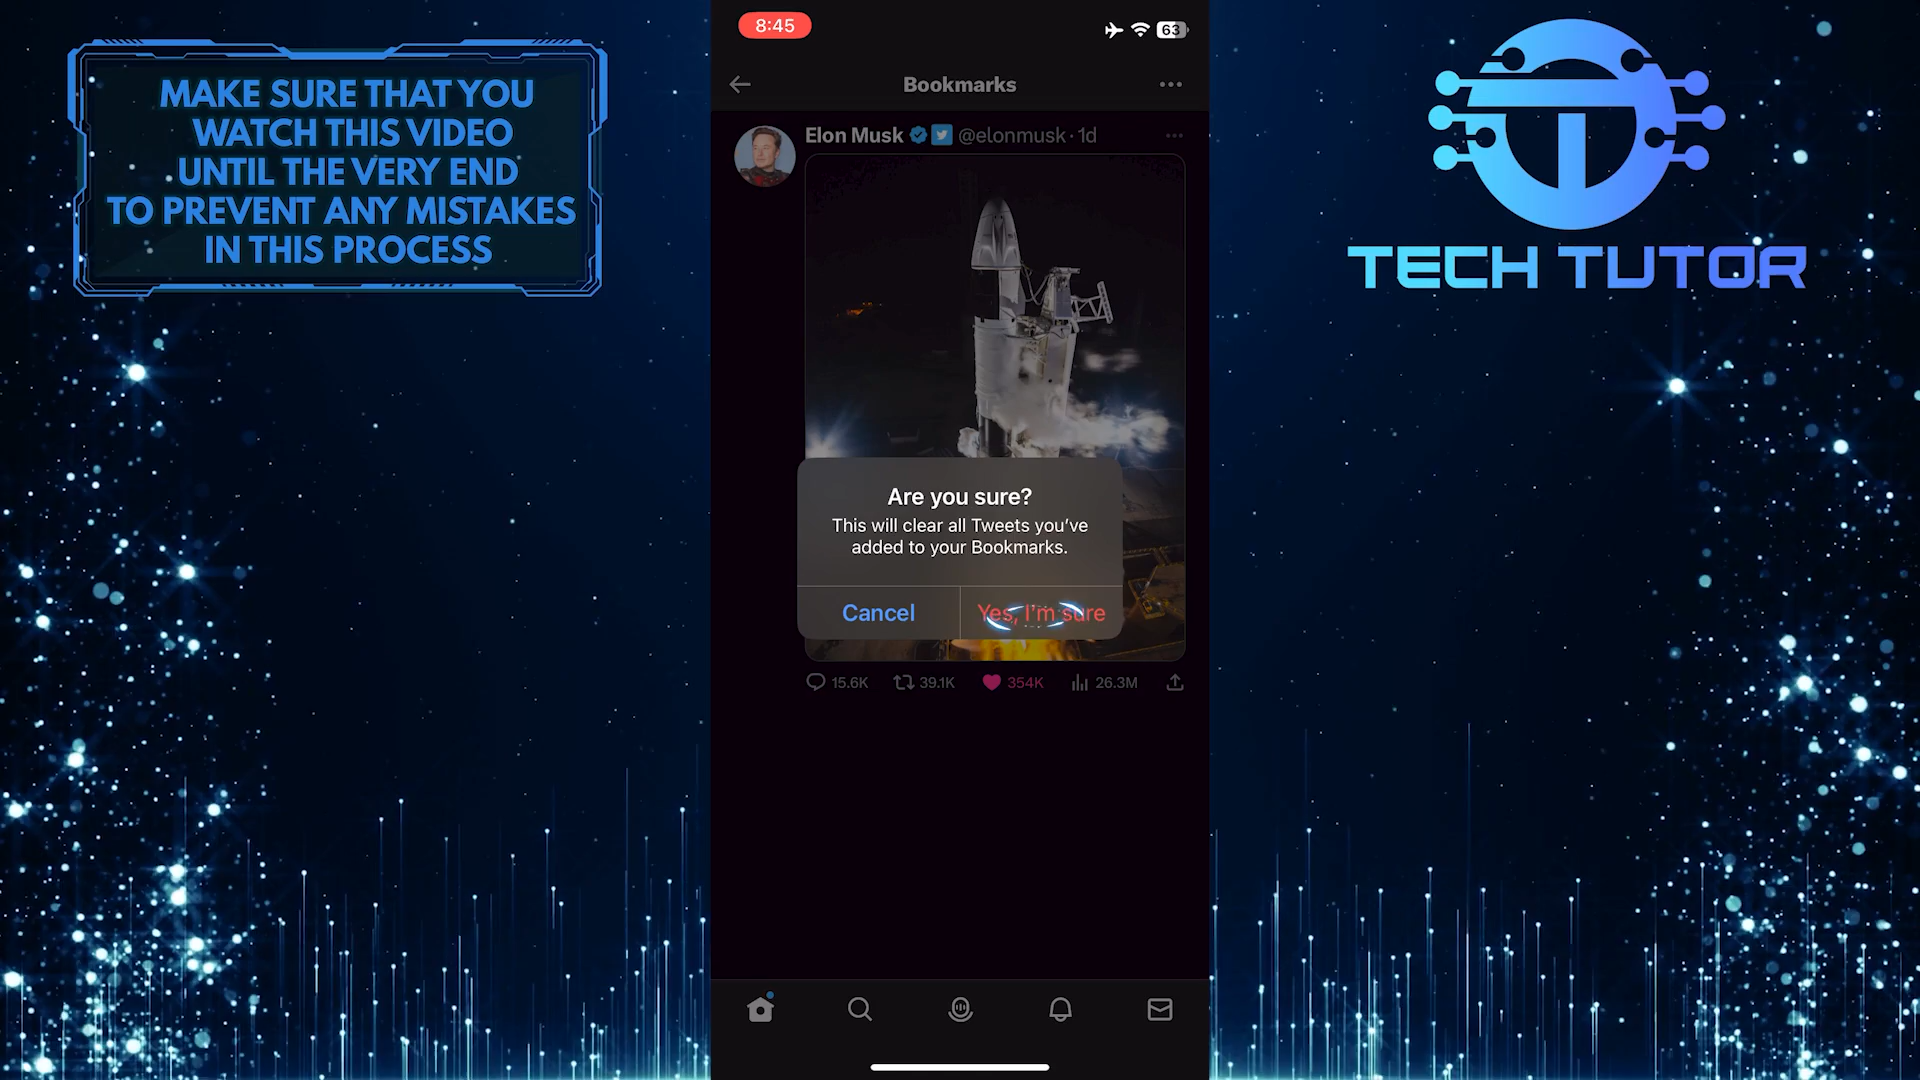 MAKE SURE THAT YOU
WATCH THIS VIDEO
UNTIL THE VERY END
TO PREVENT ANY MISTAKES
IN THIS PROCESS
8:45
63
Bookmarks
Elon Musk @elonmusk · 1d
Are you sure?
This will clear all Tweets you've
added to your Bookmarks.
Cancel
Yes, I'm sure
15.6K 39.1K 354K 26.3M
TECH TUTOR